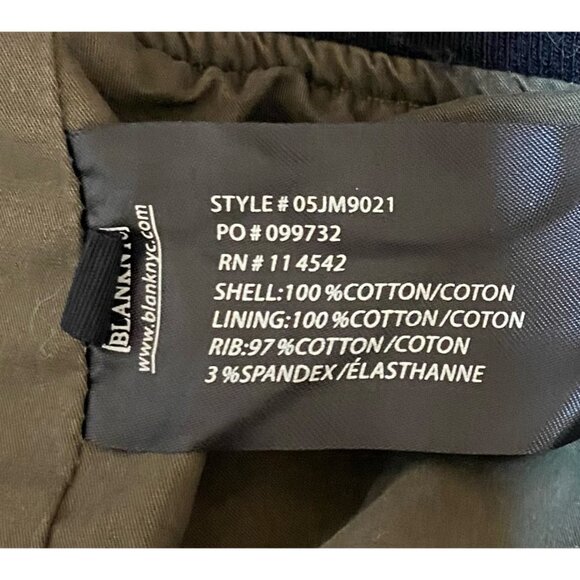 STYLE # 05JM9021
PO # 099732
RN # 11 4542
SHELL:100 %COTTON/COTON
LINING:100 %COTTON/COTON
RIB:97 %COTTON/COTON
3 %SPANDEX/ÉLASTHANNE
[BLANKNYC]
www.blanknyc.com